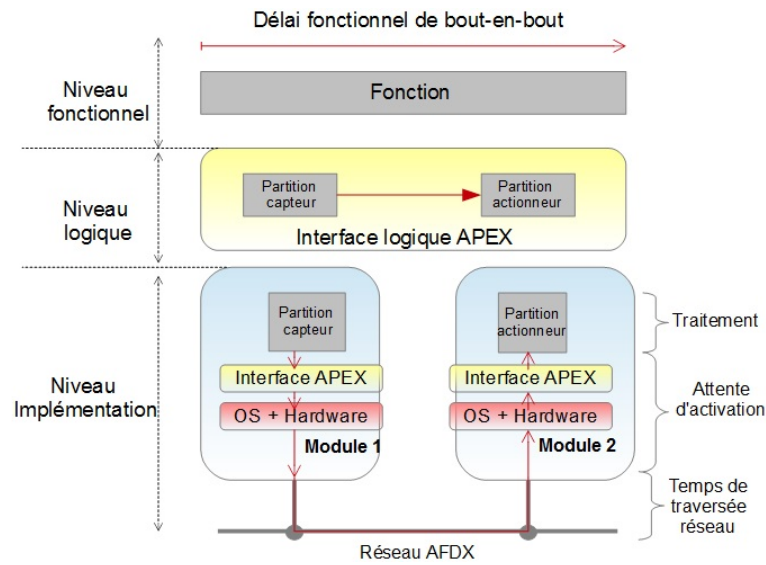 Délai fonctionnel de bout-en-bout
Niveau
fonctionnel
Fonction
Niveau
logique
Partition
capteur
Partition
actionneur
Interface logique APEX
Niveau
Implémentation
Partition
capteur
Interface APEX
OS + Hardware
Module 1
Partition
actionneur
Interface APEX
OS + Hardware
Module 2
Traitement
Attente
d'activation
Temps de
traversée
réseau
Réseau AFDX